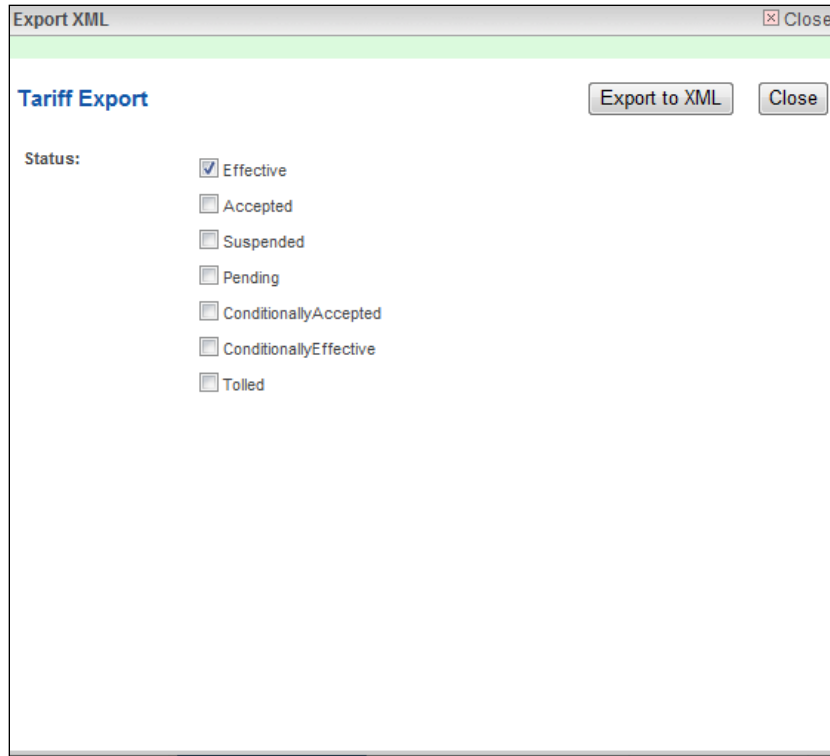 Export XML Close
Tariff Export Export to XML Close
Status: Effective
Accepted
Suspended
Pending
ConditionallyAccepted
ConditionallyEffective
Tolled